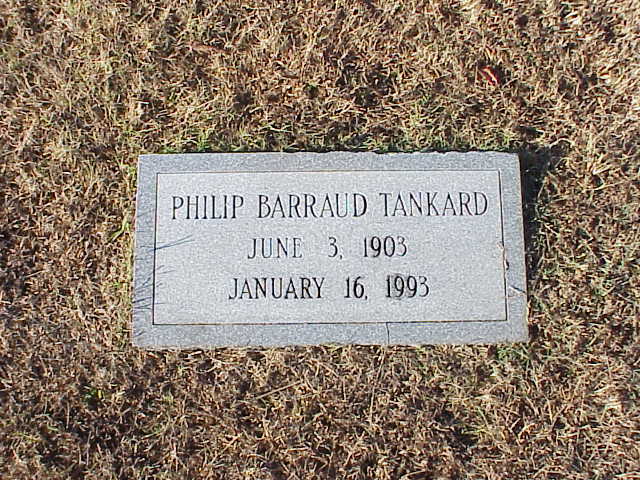 PHILIP BARRAUD TANKARD
JUNE 3, 1903
JANUARY 16, 1993